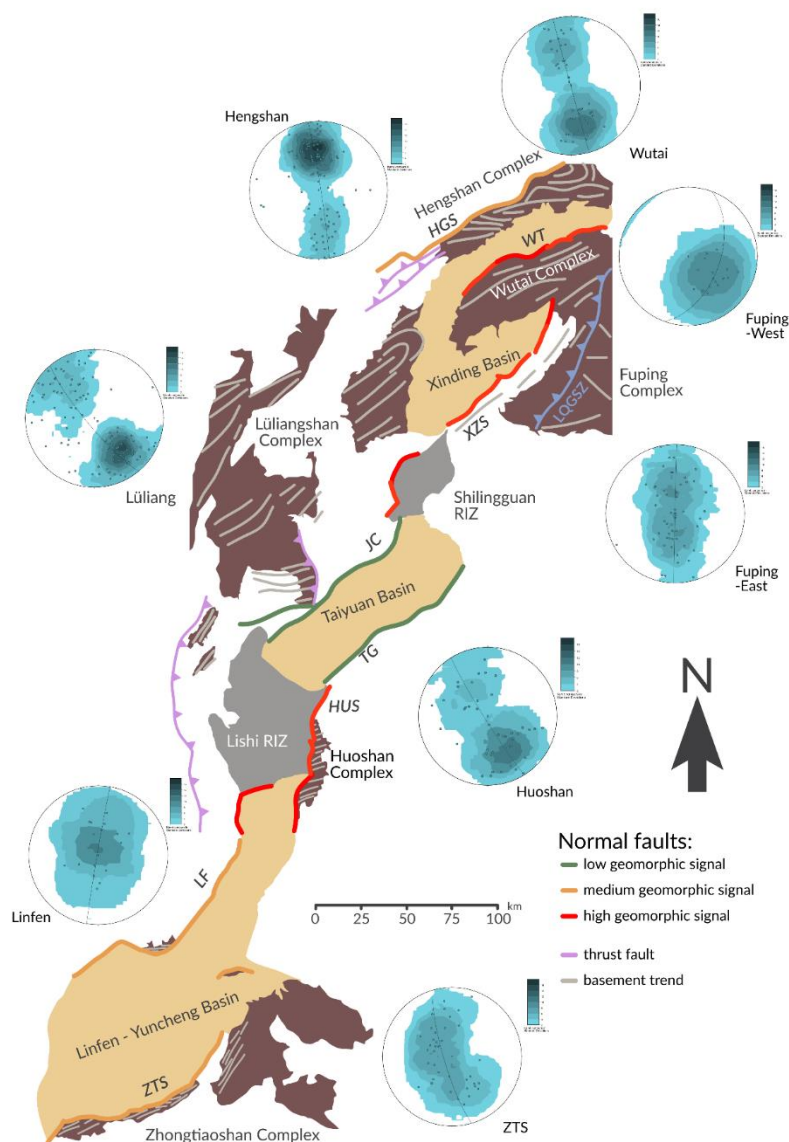 Hengshan
Wutai
Hengshan Complex
HGS
WT
Wutai Complex
Fuping
-West
Xinding Basin
Fuping
Complex
LQGSZ
XZS
Lüliangshan
Complex
Lüliang
Shilingguan
RIZ
JC
Fuping
-East
Taiyuan Basin
TG
N
HUS
Lishi RIZ
Huoshan
Complex
Huoshan
Linfen
LF
0 25 50 75 100
km
Normal faults:
low geomorphic signal
medium geomorphic signal
high geomorphic signal
thrust fault
basement trend
Linfen - Yuncheng Basin
ZTS
Zhongtiaoshan Complex
ZTS